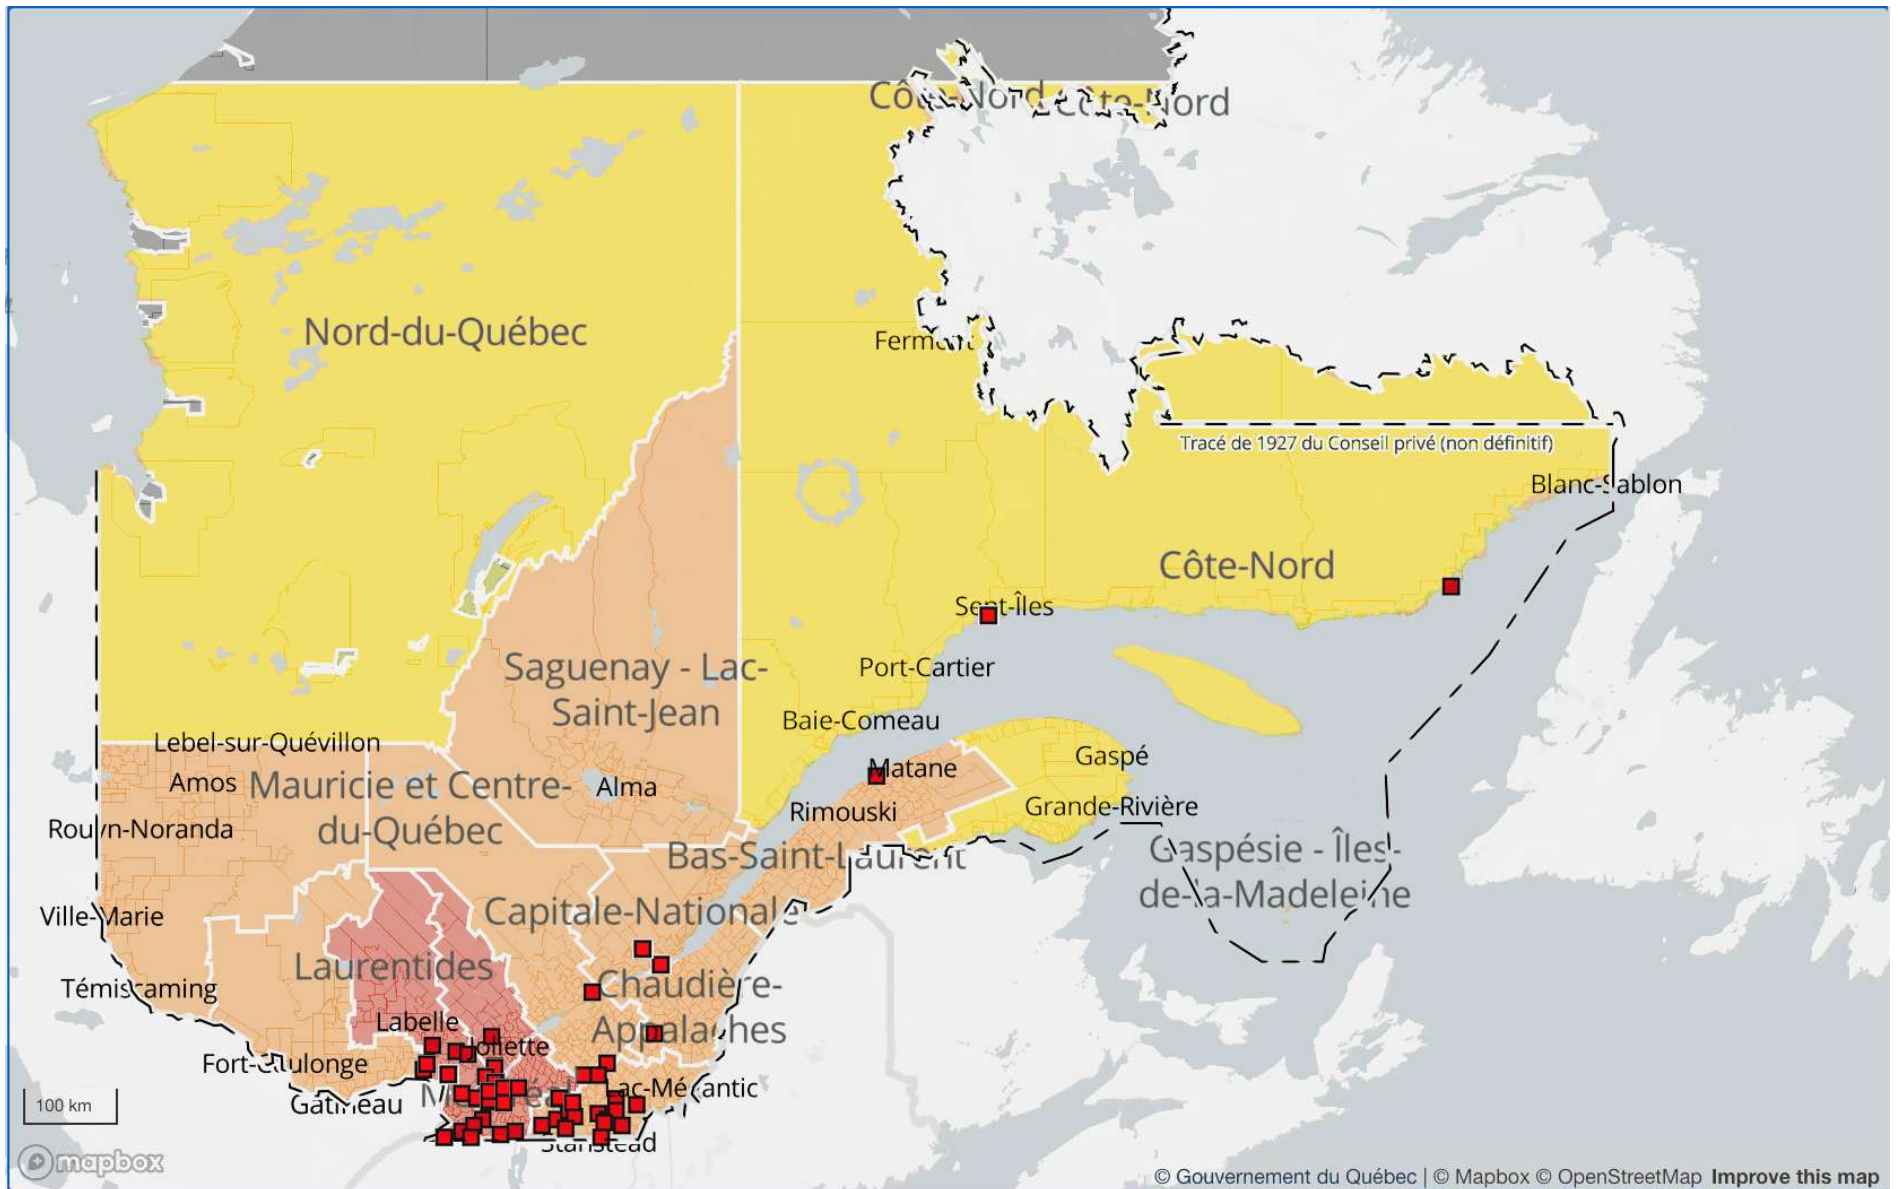 Côte-Nord
Côte-Nord
Nord-du-Québec
Fermont
Tracé de 1927 du Conseil privé (non définitif)
Blanc-Sablon
Côte-Nord
Sept-Îles
Saguenay - Lac-
Saint-Jean
Port-Cartier
Baie-Comeau
Lebel-sur-Quévillon
Gaspé
Matane
Amos
Mauricie et Centre-
du-Québec
Alma
Grande-Rivière
Rimouski
Rouyn-Noranda
Bas-Saint-Laurent
Gaspésie - Îles-
de-la-Madeleine
Ville-Marie
Capitale-Nationale
Laurentides
Témiscaming
Chaudière-
Appalaches
Labelle
Joliette
Fort-Coulonge
Lac-Mégantic
Gatineau
Montréal
100 km
Stanstead
mapbox
© Gouvernement du Québec | © Mapbox © OpenStreetMap Improve this map